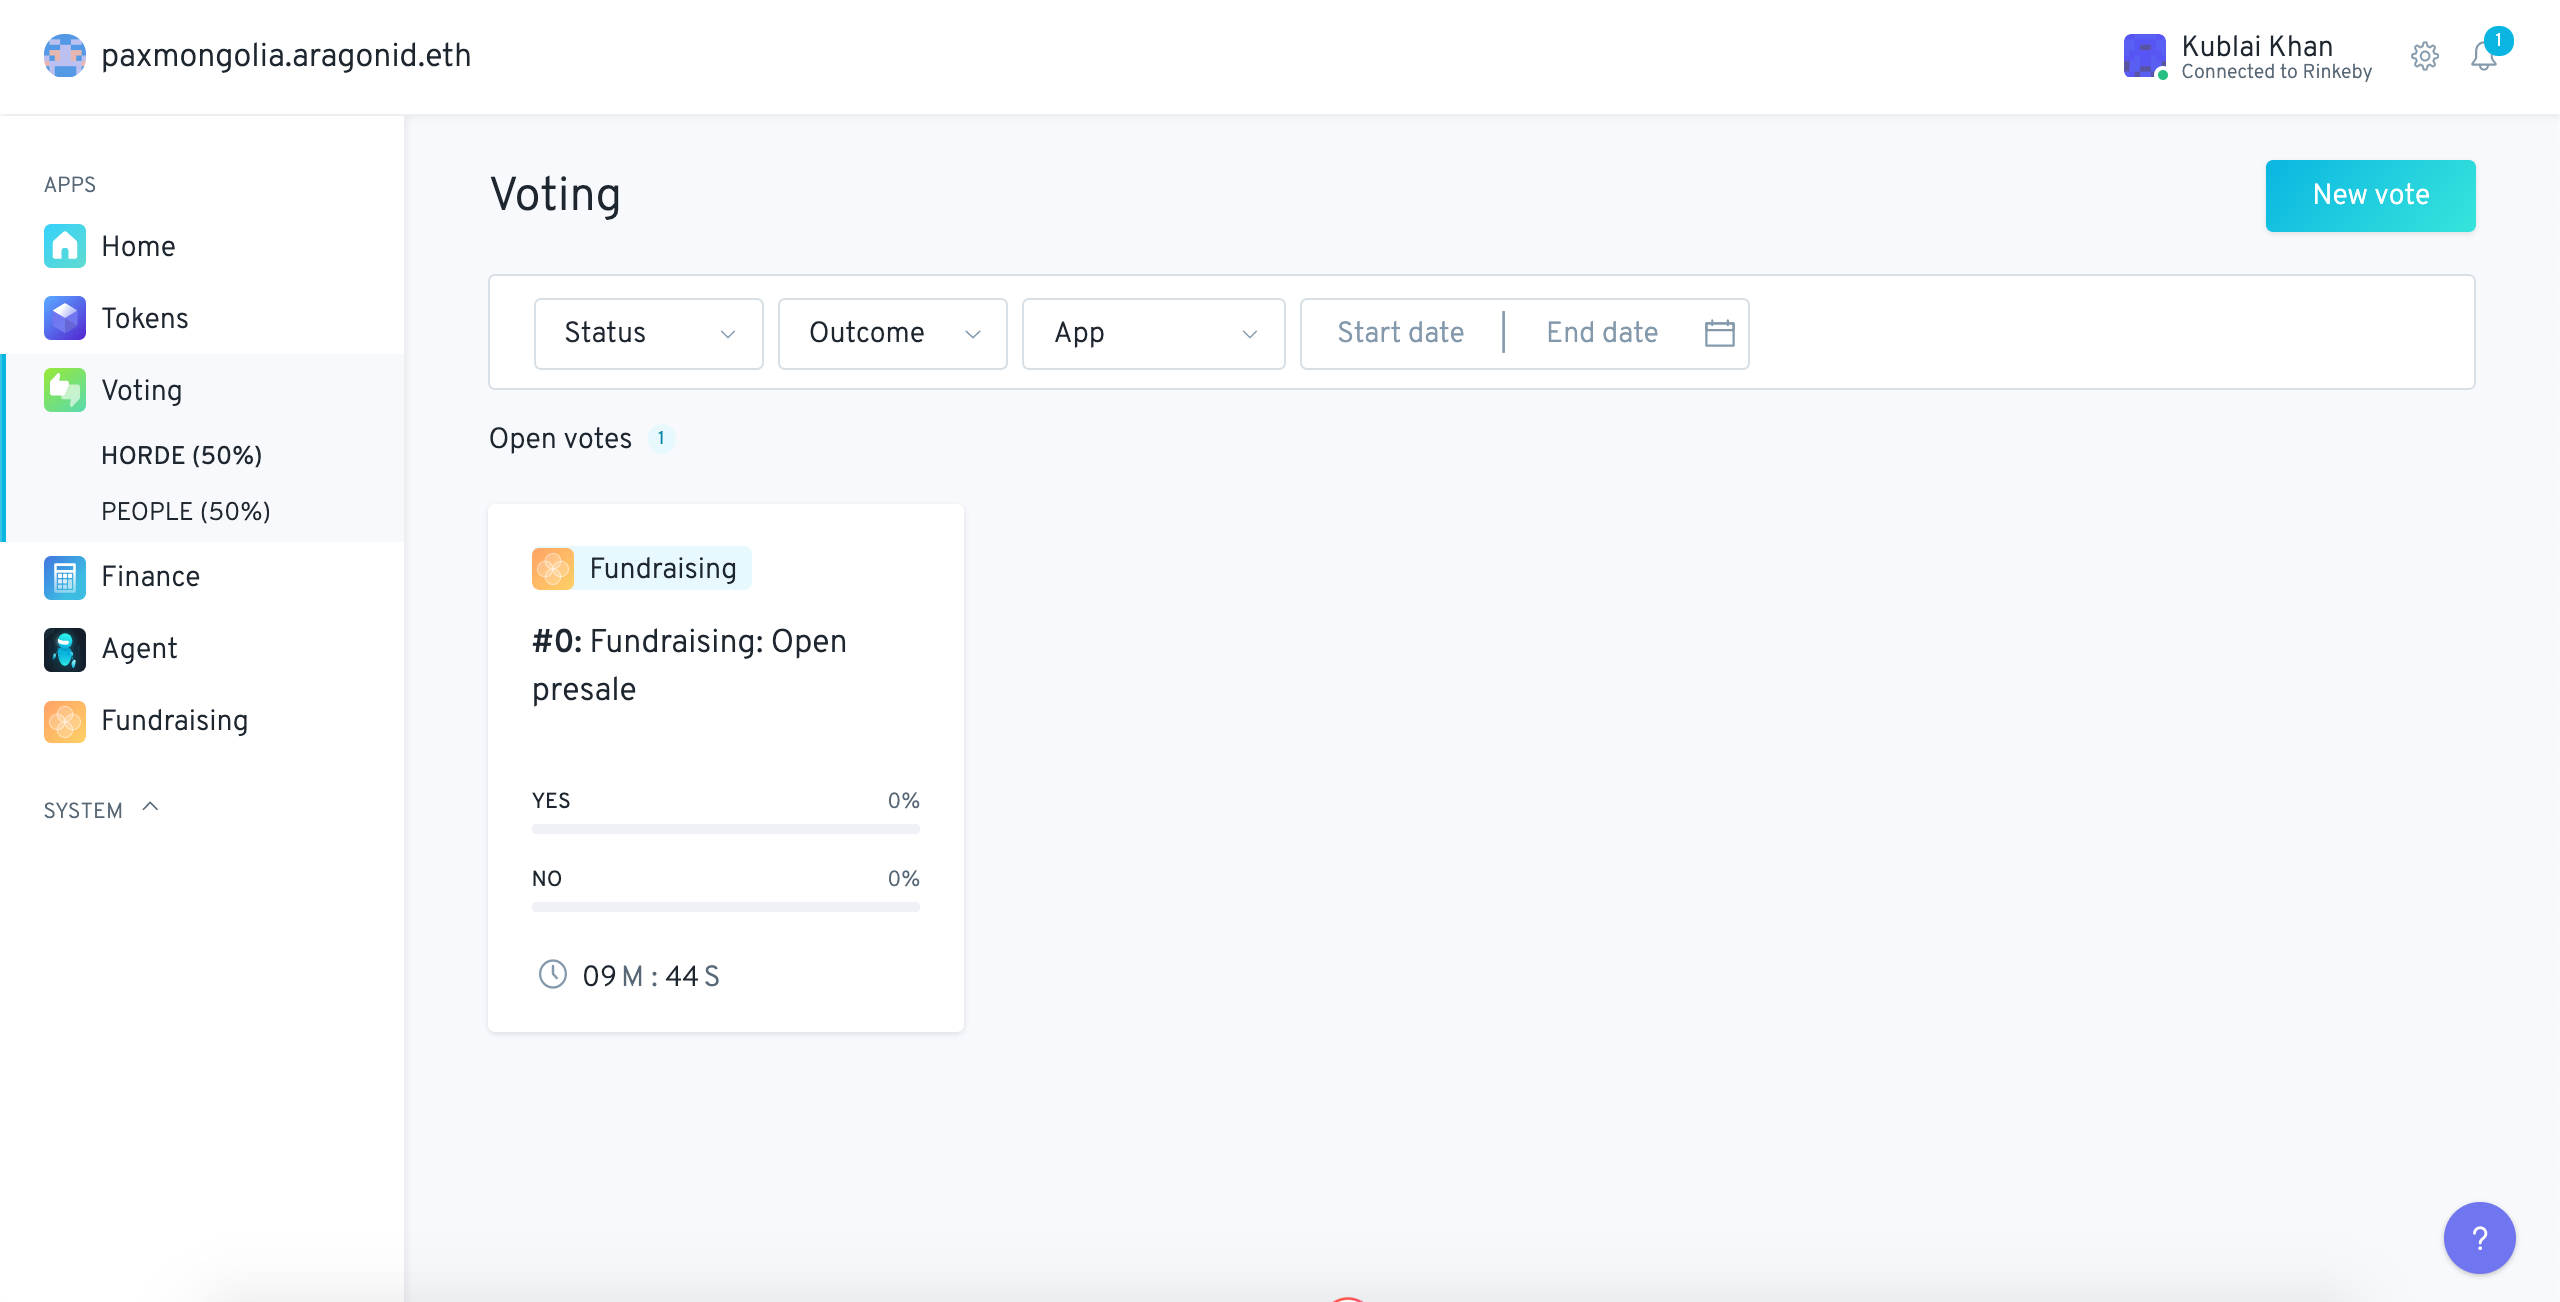 paxmongolia.aragonid.eth
Kublai Khan
Connected to Rinkeby
1
APPS
Home
Tokens
Voting
HORDE (50%)
PEOPLE (50%)
Finance
Agent
Fundraising
SYSTEM
Voting
New vote
Status
Outcome
App
Start date
End date
Open votes 1
Fundraising
#0: Fundraising: Open
presale
YES 0%
NO 0%
09 M : 44 S
?